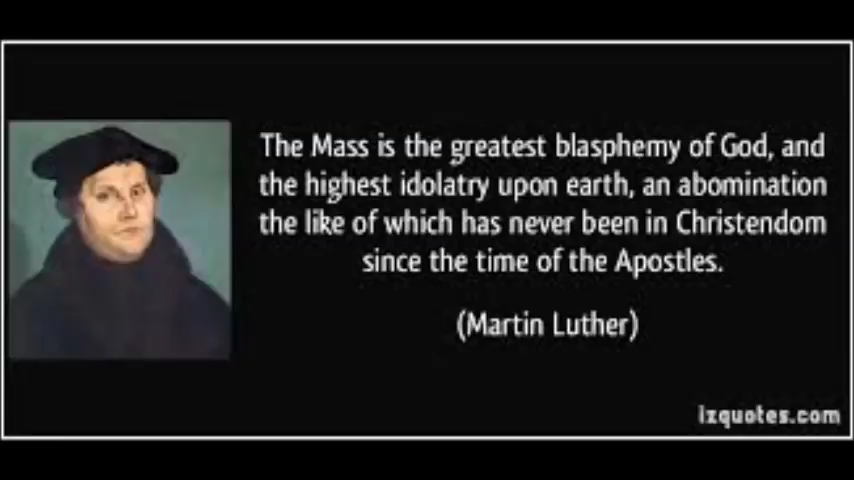 The Mass is the greatest blasphemy of God, and
the highest idolatry upon earth, an abomination
the like of which has never been in Christendom
since the time of the Apostles.
(Martin Luther)
izquotes.com